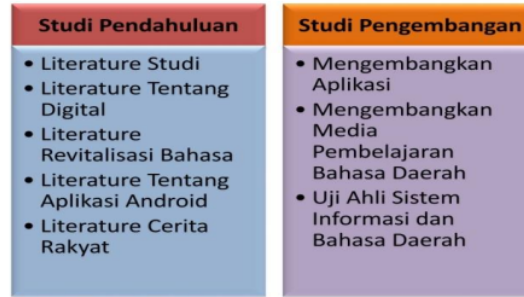 Studi Pendahuluan
• Literature Studi
• Literature Tentang
Digital
• Literature
Revitalisasi Bahasa
• Literature Tentang
Aplikasi Android
• Literature Cerita
Rakyat
Studi Pengembangan
• Mengembangkan
Aplikasi
• Mengembangkan
Media
Pembelajaran
Bahasa Daerah
• Uji Ahli Sistem
Informasi dan
Bahasa Daerah